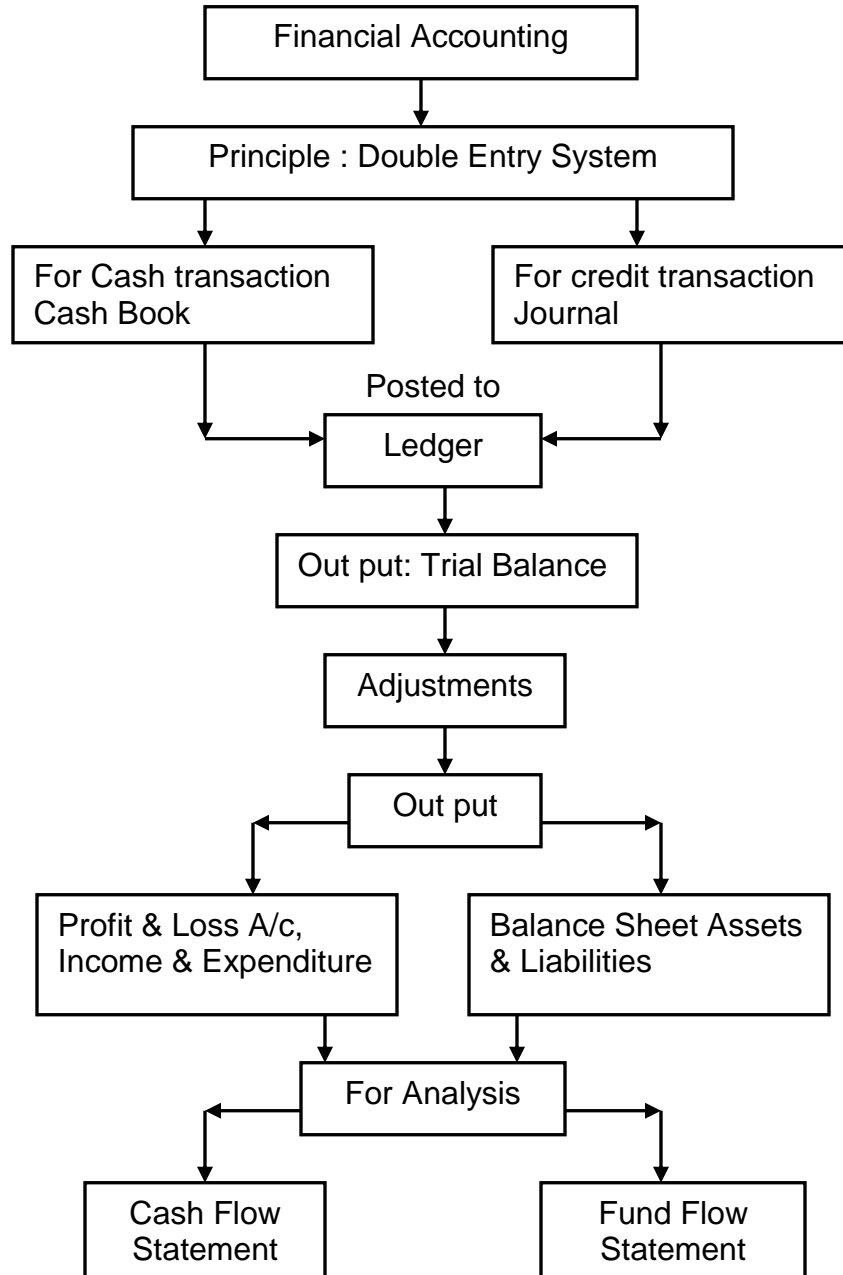 Financial Accounting
Principle : Double Entry System
For Cash transaction
Cash Book
For credit transaction
Journal
Posted to
Ledger
Out put: Trial Balance
Adjustments
Out put
Profit & Loss A/c,
Income & Expenditure
Balance Sheet Assets
& Liabilities
For Analysis
Cash Flow
Statement
Fund Flow
Statement